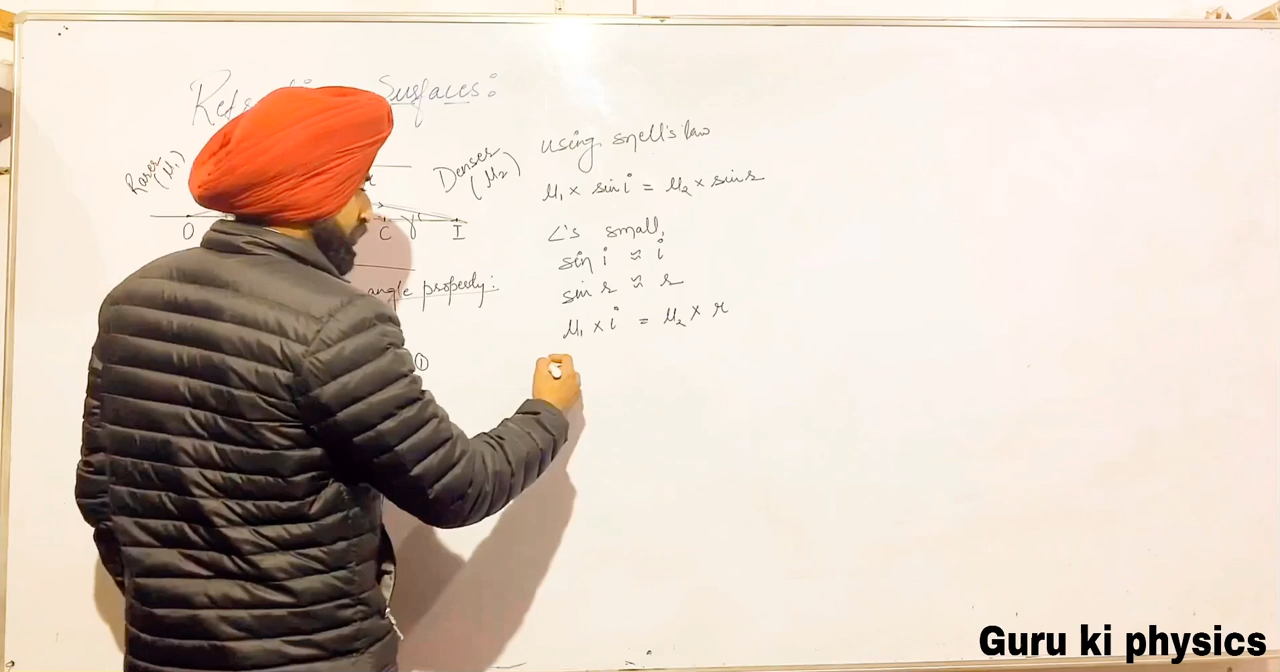 Surfaces:
Rarer
(μ₁)
Denser
(μ₂)
O
C
I
angle property:
①
using snell's law
μ₁ × sin i = μ₂ × sin r
∠'s small,
sin i ≈ i
sin r ≈ r
μ₁ × i = μ₂ × r
Guru ki physics